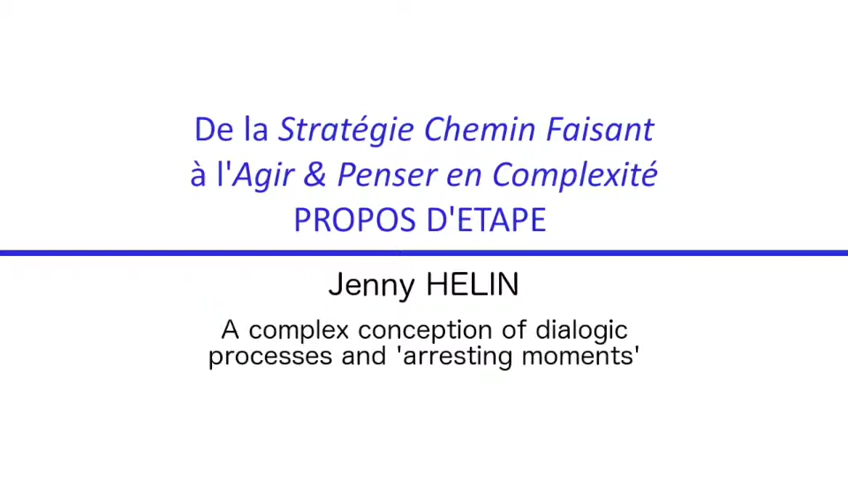 De la Stratégie Chemin Faisant
à l'Agir & Penser en Complexité
PROPOS D'ETAPE
Jenny HELIN
A complex conception of dialogic
processes and 'arresting moments'